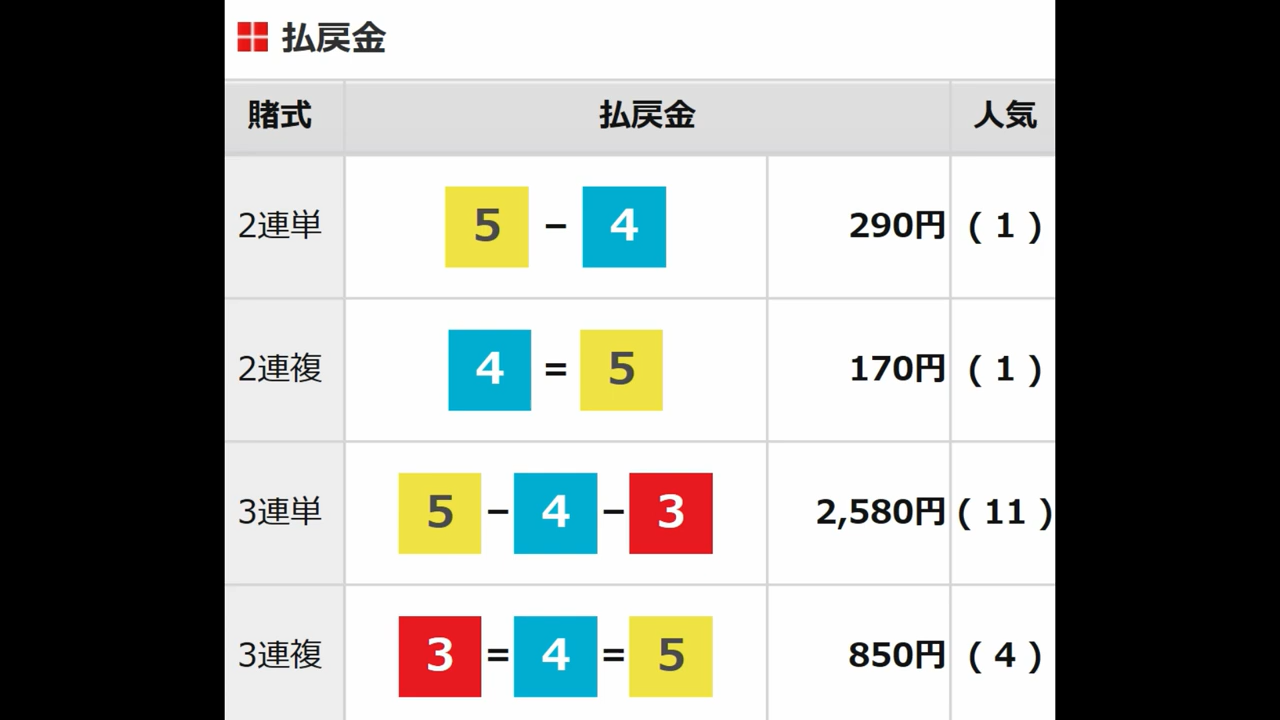 払戻金
賭式 払戻金 人気
2連単 5 - 4 290円 ( 1 )
2連複 4 = 5 170円 ( 1 )
3連単 5 - 4 - 3 2,580円 ( 11 )
3連複 3 = 4 = 5 850円 ( 4 )